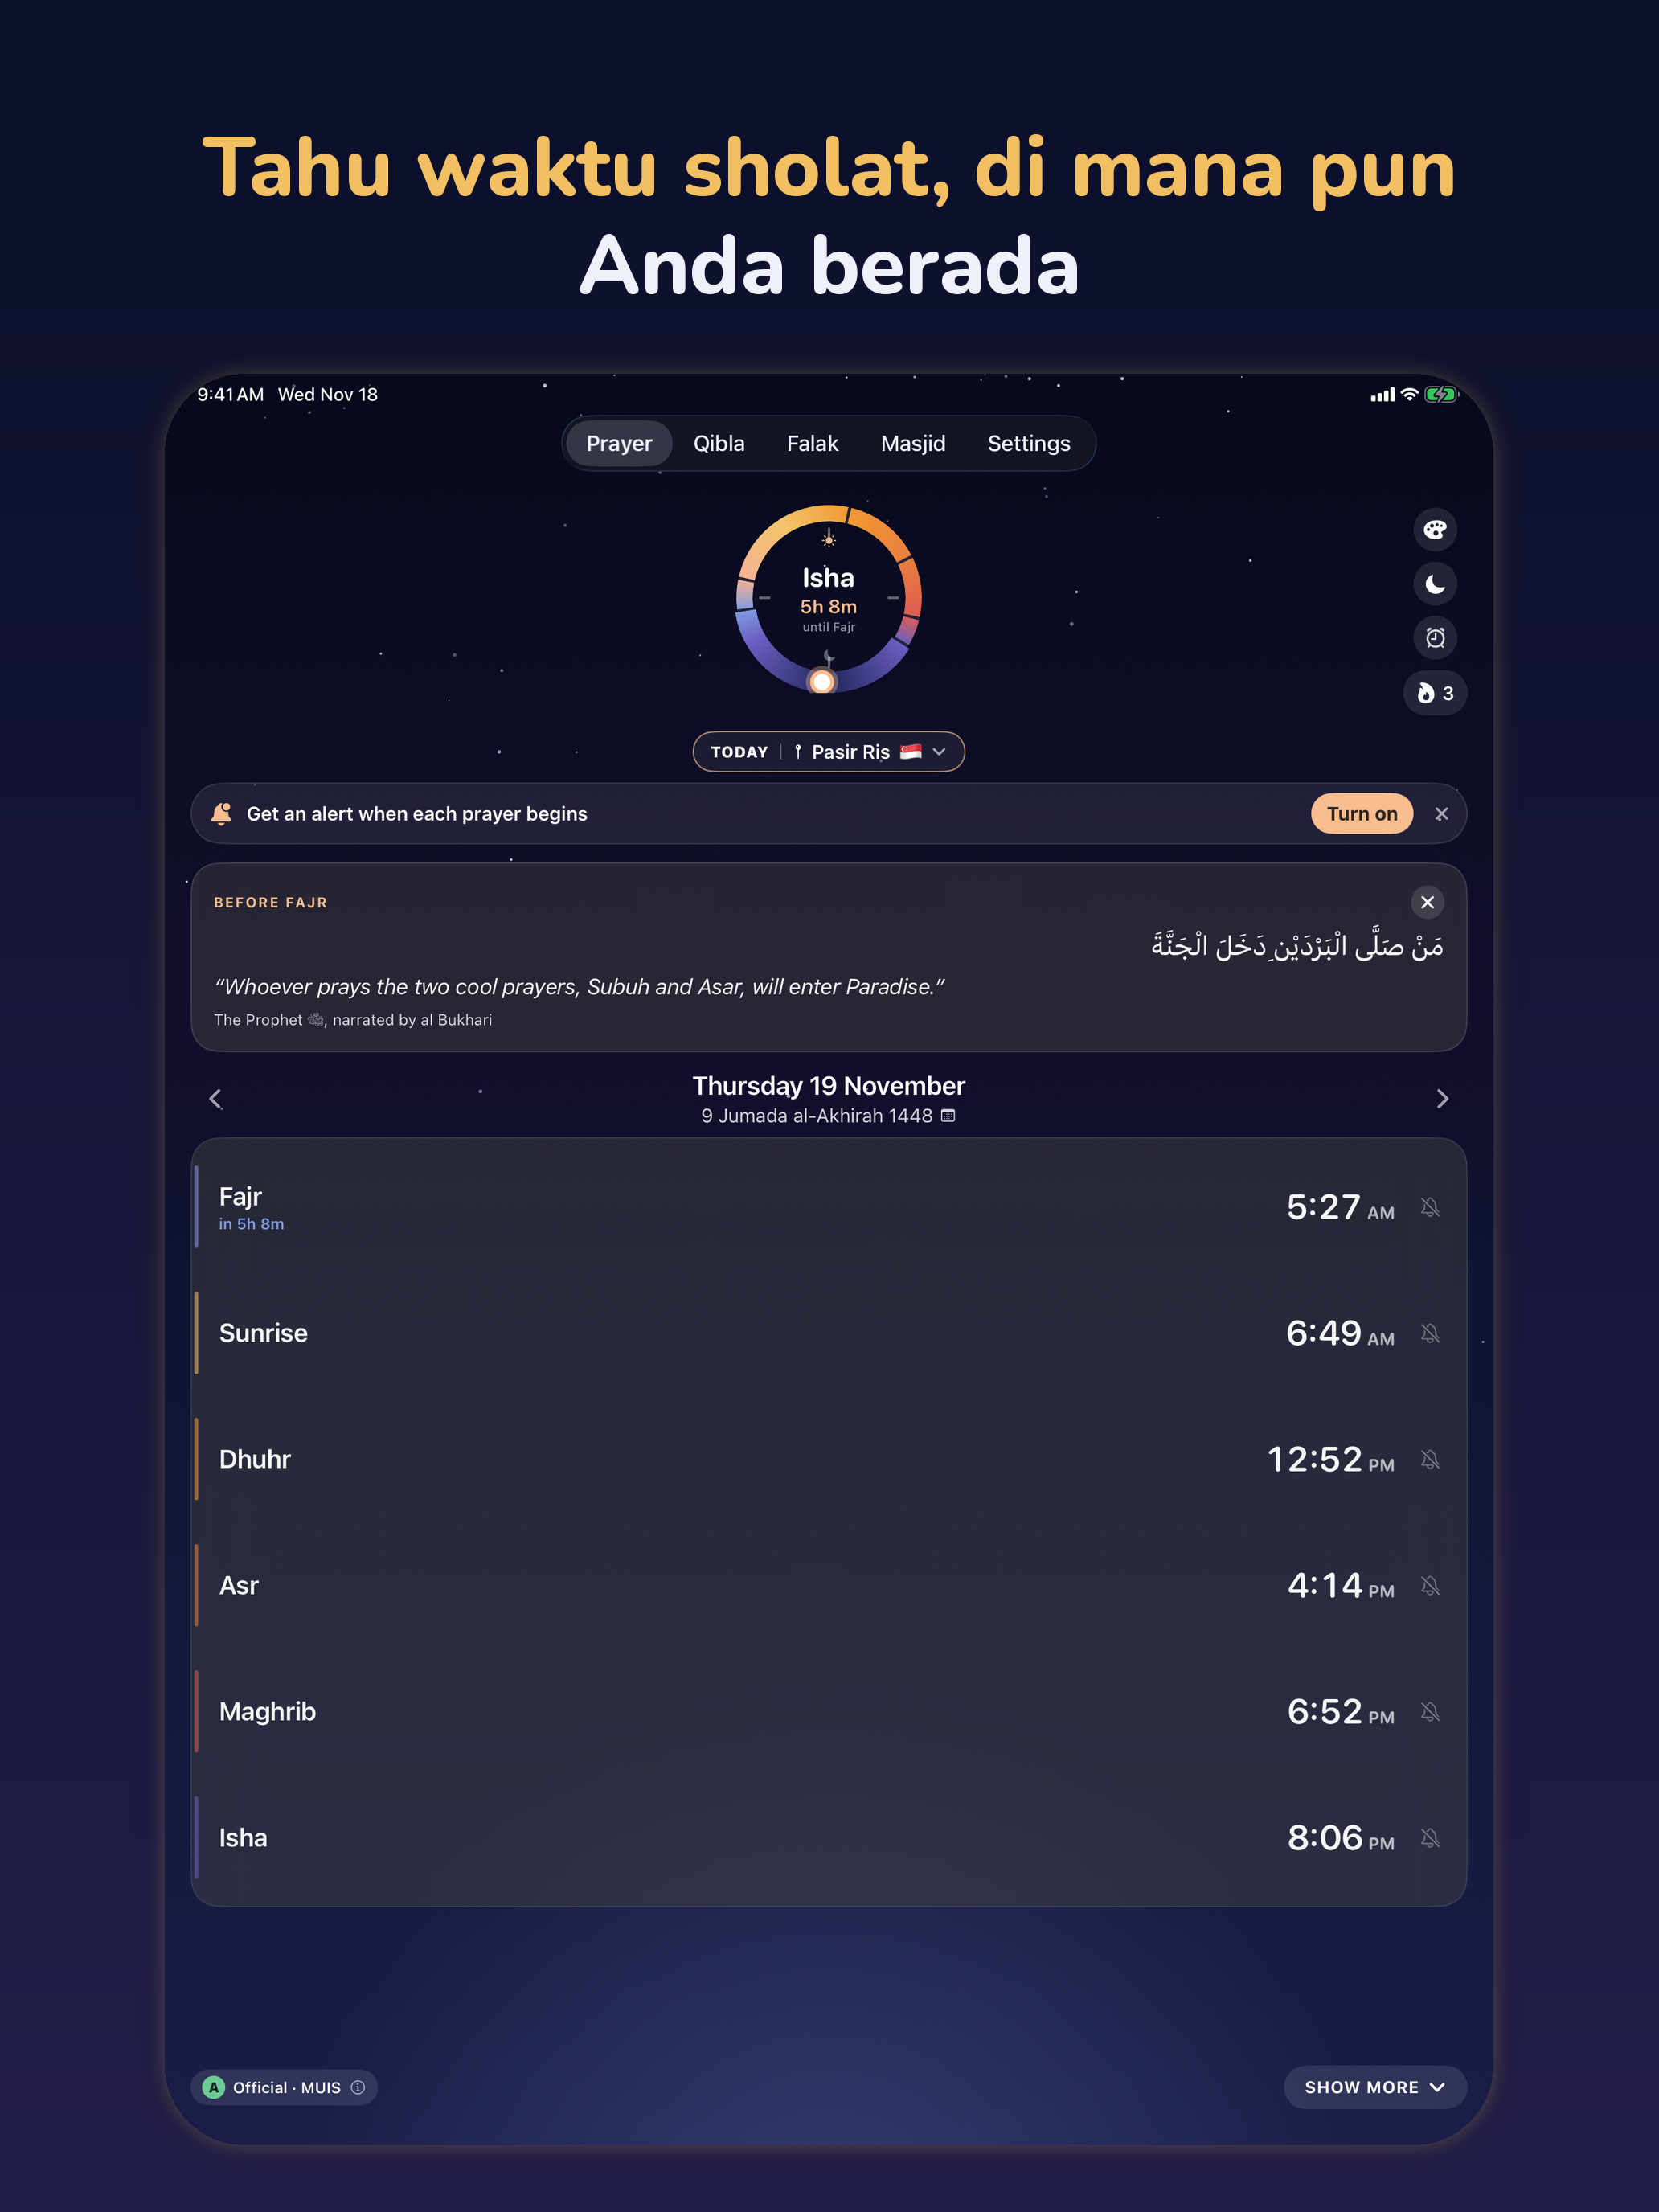 Tahu waktu sholat, di mana pun
Anda berada
9:41 AM Wed Nov 18
Prayer Qibla Falak Masjid Settings
Isha
5h 8m
until Fajr
3
TODAY Pasir Ris
Get an alert when each prayer begins Turn on
BEFORE FAJR
مَنْ صَلَّى الْبَرْدَيْنِ دَخَلَ الْجَنَّةَ
“Whoever prays the two cool prayers, Subuh and Asar, will enter Paradise.”
The Prophet ﷺ, narrated by al Bukhari
Thursday 19 November
9 Jumada al-Akhirah 1448
Fajr 5:27 AM
in 5h 8m
Sunrise 6:49 AM
Dhuhr 12:52 PM
Asr 4:14 PM
Maghrib 6:52 PM
Isha 8:06 PM
A Official · MUIS SHOW MORE